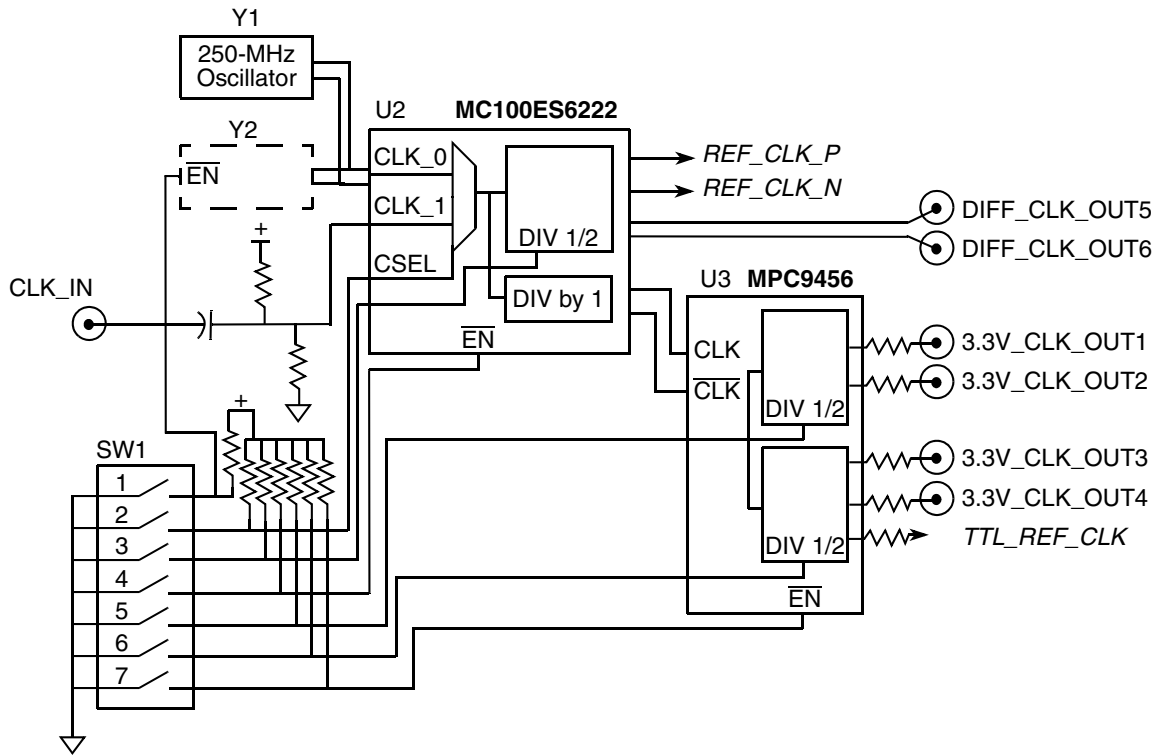 Y1
250-MHz
Oscillator
Y2
EN
U2 MC100ES6222
CLK_0
CLK_1
CSEL
DIV 1/2
DIV by 1
EN
REF_CLK_P
REF_CLK_N
DIFF_CLK_OUT5
DIFF_CLK_OUT6
+
CLK_IN
U3 MPC9456
CLK
CLK
DIV 1/2
DIV 1/2
EN
3.3V_CLK_OUT1
3.3V_CLK_OUT2
3.3V_CLK_OUT3
3.3V_CLK_OUT4
TTL_REF_CLK
+
SW1
1
2
3
4
5
6
7